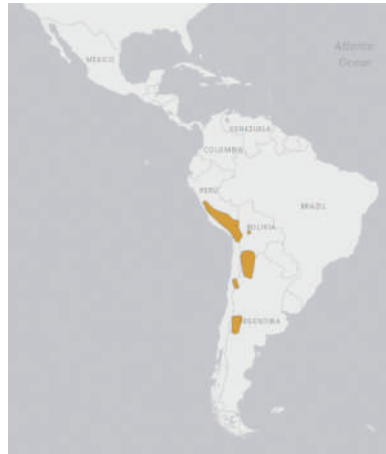 Atlantic
Ocean
MEXICO
VENEZUELA
COLOMBIA
PERU
BRAZIL
BOLIVIA
ARGENTINA